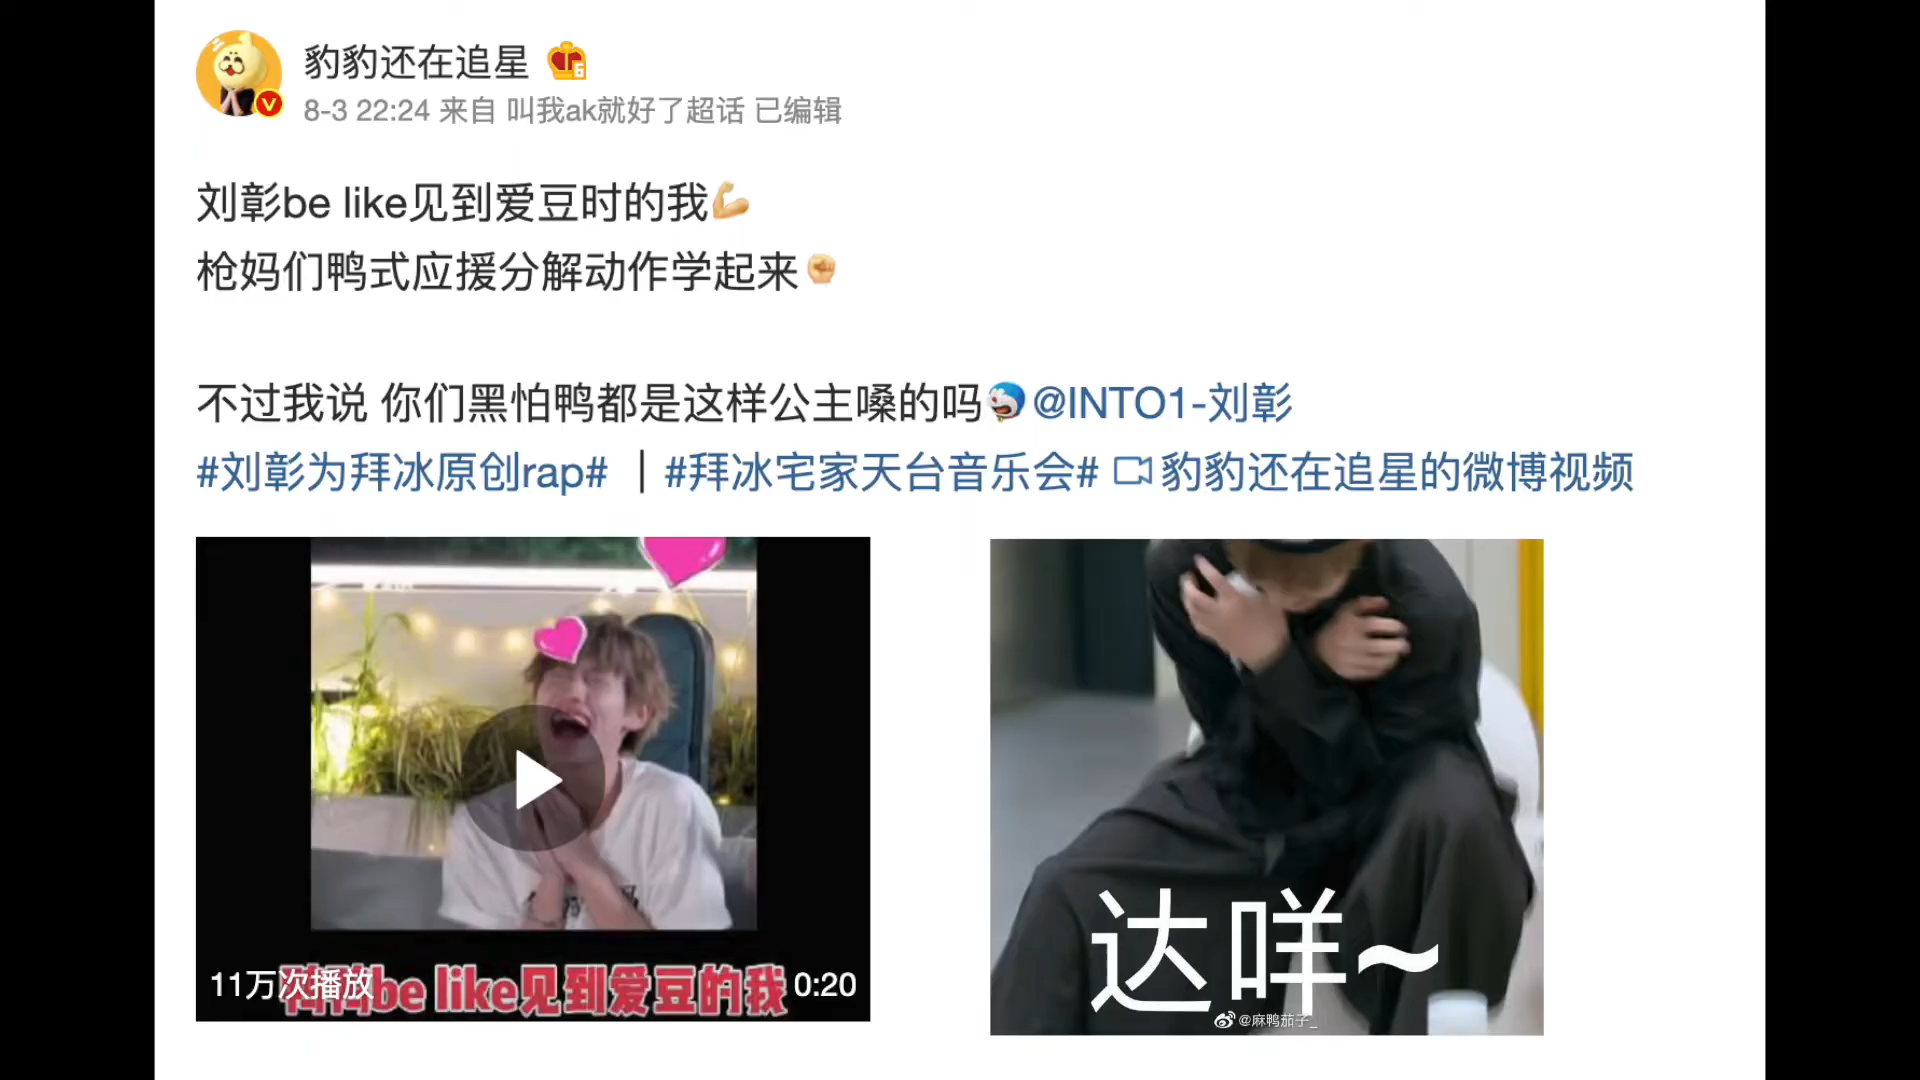 豹豹还在追星
8-3 22:24 来自 叫我ak就好了超话 已编辑
刘彰be like见到爱豆时的我
枪妈们鸭式应援分解动作学起来
不过我说 你们黑怕鸭都是这样公主嗓的吗@INTO1-刘彰
#刘彰为拜冰原创rap# | #拜冰宅家天台音乐会# 豹豹还在追星的微博视频
11万次播放
be like见到爱豆的我
0:20
达咩~
@麻鸭茄子_